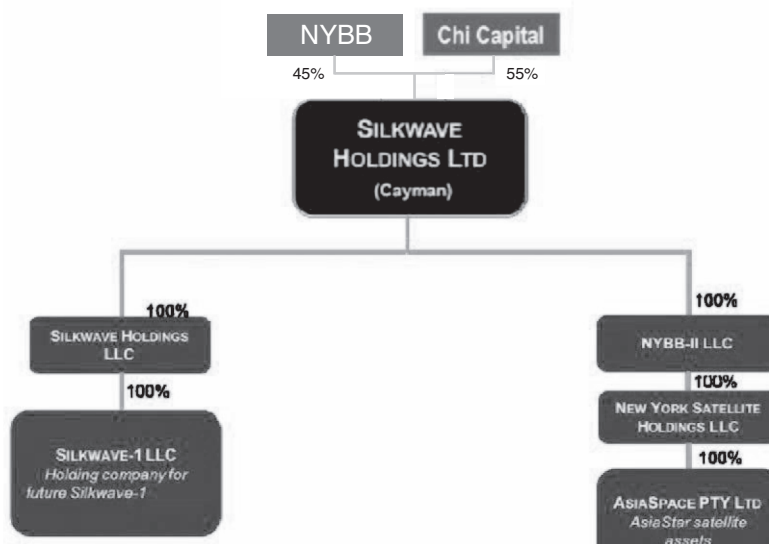 NYBB
Chi Capital
45%
55%
SILKWAVE
HOLDINGS LTD
(Cayman)
100%
SILKWAVE HOLDINGS
LLC
100%
SILKWAVE-1 LLC
Holding company for
future Silkwave-1
100%
NYBB-II LLC
100%
NEW YORK SATELLITE
HOLDINGS LLC
100%
ASIASPACE PTY LTD
AsiaStar satellite
assets